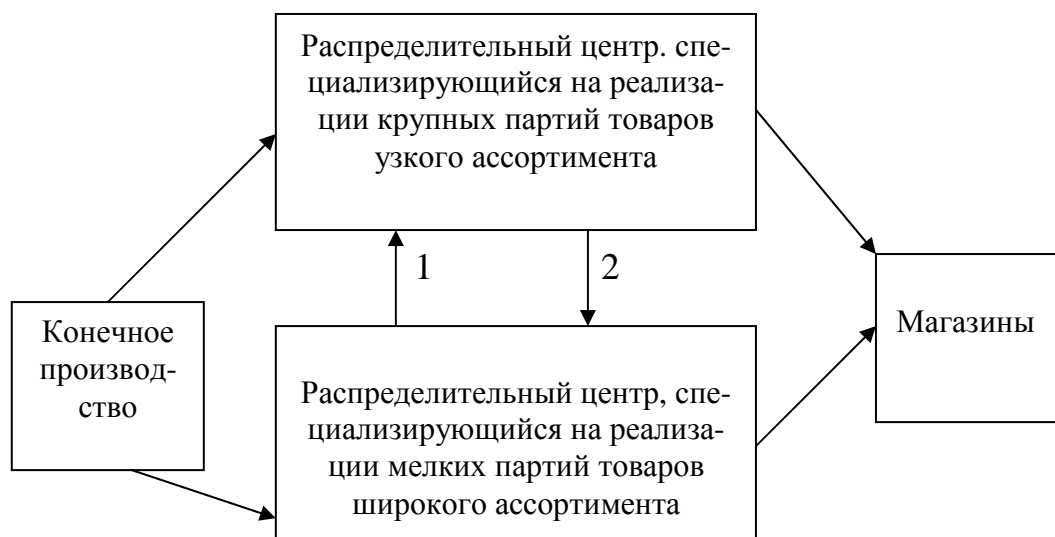 Распределительный центр. спе-
циализирующийся на реализа-
ции крупных партий товаров
узкого ассортимента
1
2
Конечное
производ-
ство
Магазины
Распределительный центр, спе-
циализирующийся на реализа-
ции мелких партий товаров
широкого ассортимента